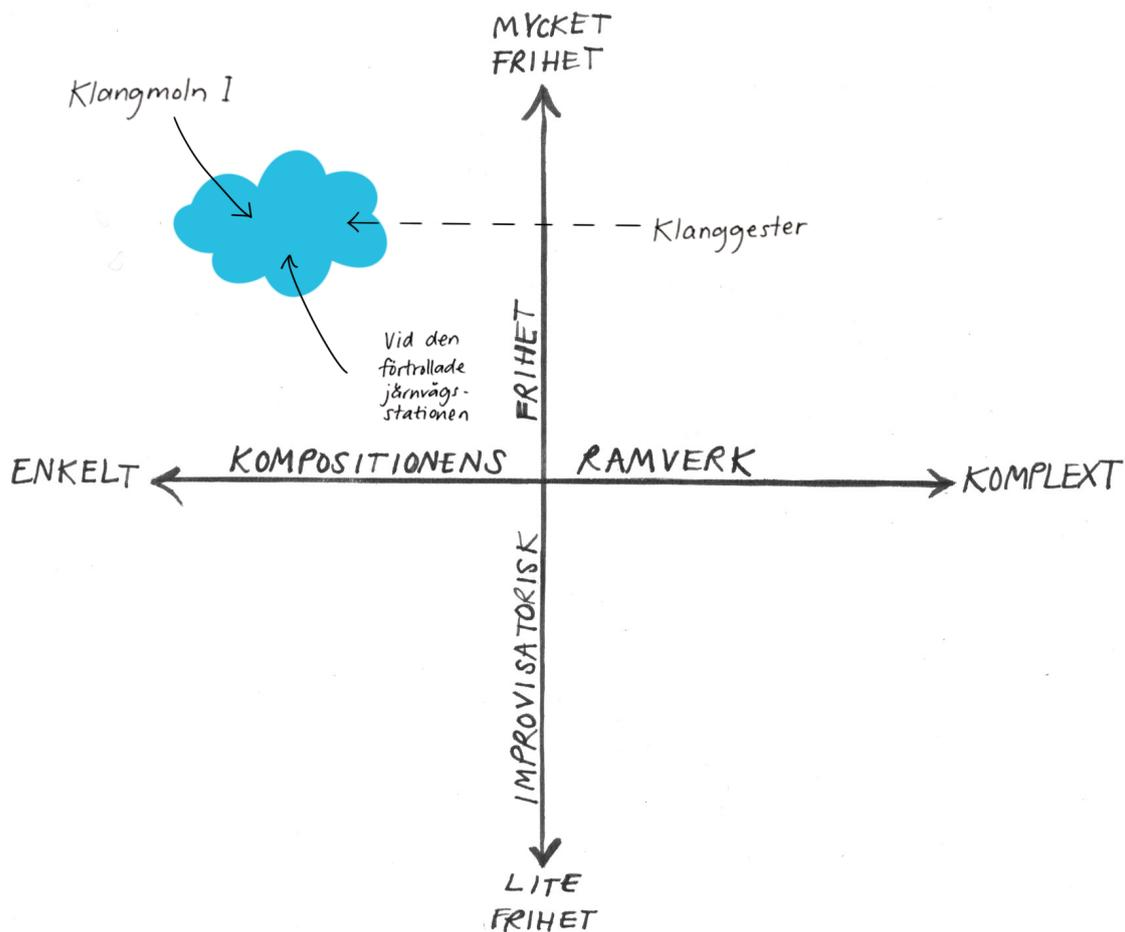 MYCKET
FRIHET
Klangmoln I
Klanggester
Vid den
förtrollade
järnvägs-
stationen
IMPROVISATORISK FRIHET
ENKELT
KOMPOSITIONENS RAMVERK
KOMPLEXT
LITE
FRIHET